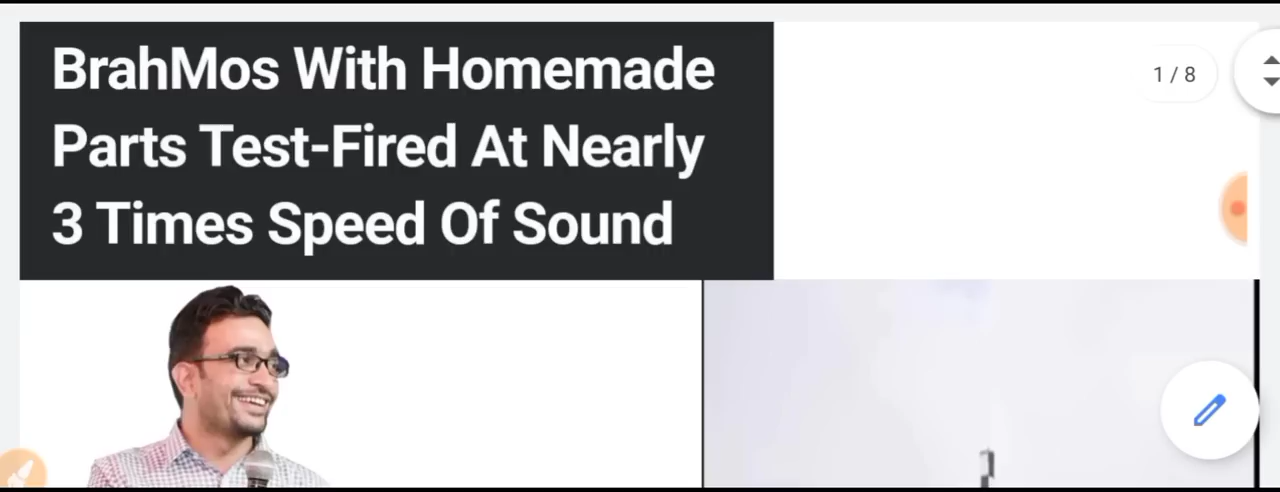 BrahMos With Homemade
Parts Test-Fired At Nearly
3 Times Speed Of Sound
1 / 8